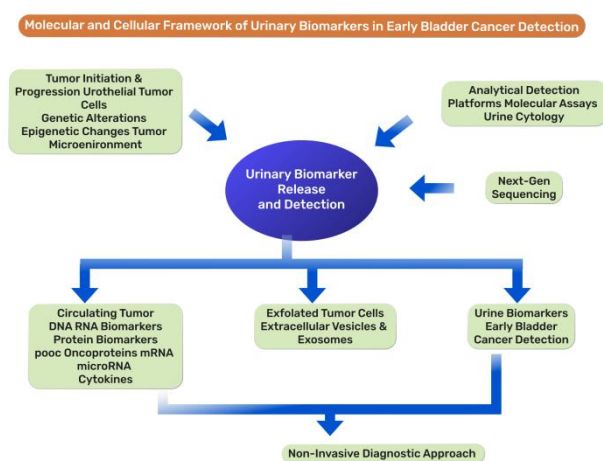 Molecular and Cellular Framework of Urinary Biomarkers in Early Bladder Cancer Detection
Tumor Initiation &
Progression Urothelial Tumor
Cells
Genetic Alterations
Epigenetic Changes Tumor
Microenironment
Analytical Detection
Platforms Molecular Assays
Urine Cytology
Urinary Biomarker
Release
and Detection
Next-Gen
Sequencing
Circulating Tumor
DNA RNA Biomarkers
Protein Biomarkers
pooc Oncoproteins mRNA
microRNA
Cytokines
Exfolated Tumor Cells
Extracellular Vesicles &
Exosomes
Urine Biomarkers
Early Bladder
Cancer Detection
Non-Invasive Diagnostic Approach